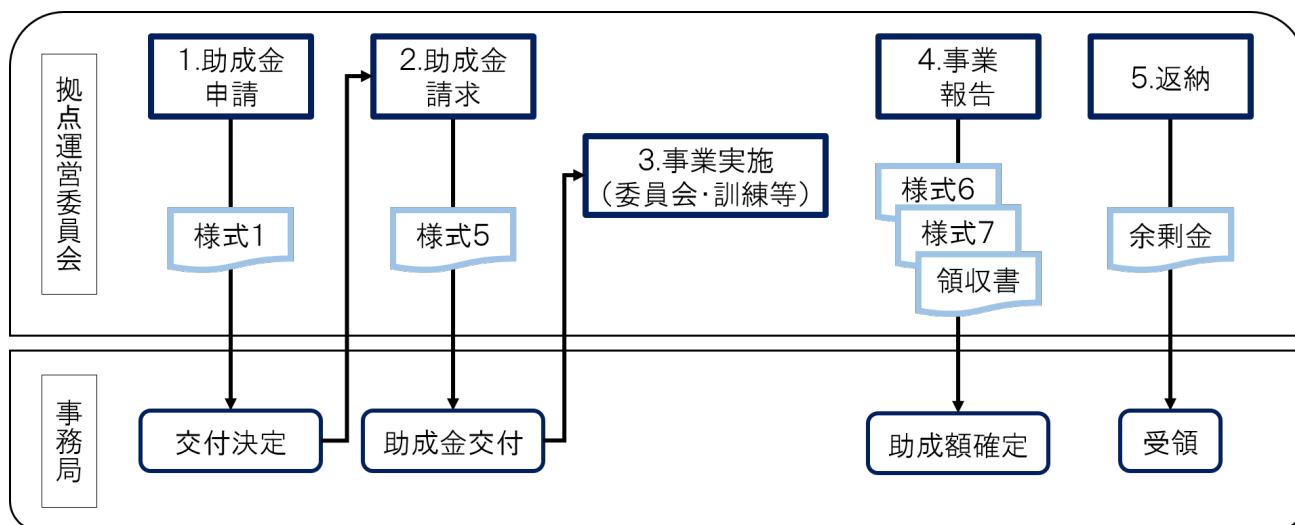 拠点運営委員会
1.助成金
申請
2.助成金
請求
3.事業実施
（委員会・訓練等）
4.事業
報告
5.返納
様式1
様式5
様式6
様式7
領収書
余剰金
事務局
交付決定
助成金交付
助成額確定
受領